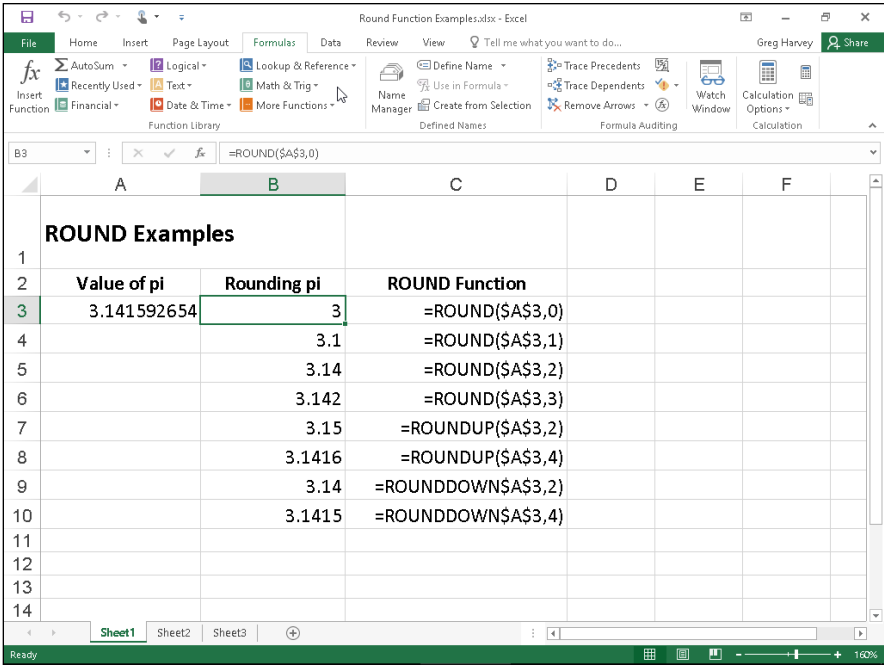 Round Function Examples.xlsx - Excel
File Home Insert Page Layout Formulas Data Review View Tell me what you want to do... Greg Harvey Share
fx
Insert Function
AutoSum
Recently Used
Financial
Logical
Text
Date & Time
Lookup & Reference
Math & Trig
More Functions
Function Library
Name Manager
Define Name
Use in Formula
Create from Selection
Defined Names
Trace Precedents
Trace Dependents
Remove Arrows
Formula Auditing
Watch Window
Calculation Options
Calculation
B3 fx =ROUND($A$3,0)
A B C D E F
1 ROUND Examples
2 Value of pi Rounding pi ROUND Function
3 3.141592654 3 =ROUND($A$3,0)
4 3.1 =ROUND($A$3,1)
5 3.14 =ROUND($A$3,2)
6 3.142 =ROUND($A$3,3)
7 3.15 =ROUNDUP($A$3,2)
8 3.1416 =ROUNDUP($A$3,4)
9 3.14 =ROUNDDOWN$A$3,2)
10 3.1415 =ROUNDDOWN$A$3,4)
11
12
13
14
Sheet1 Sheet2 Sheet3
Ready 160%